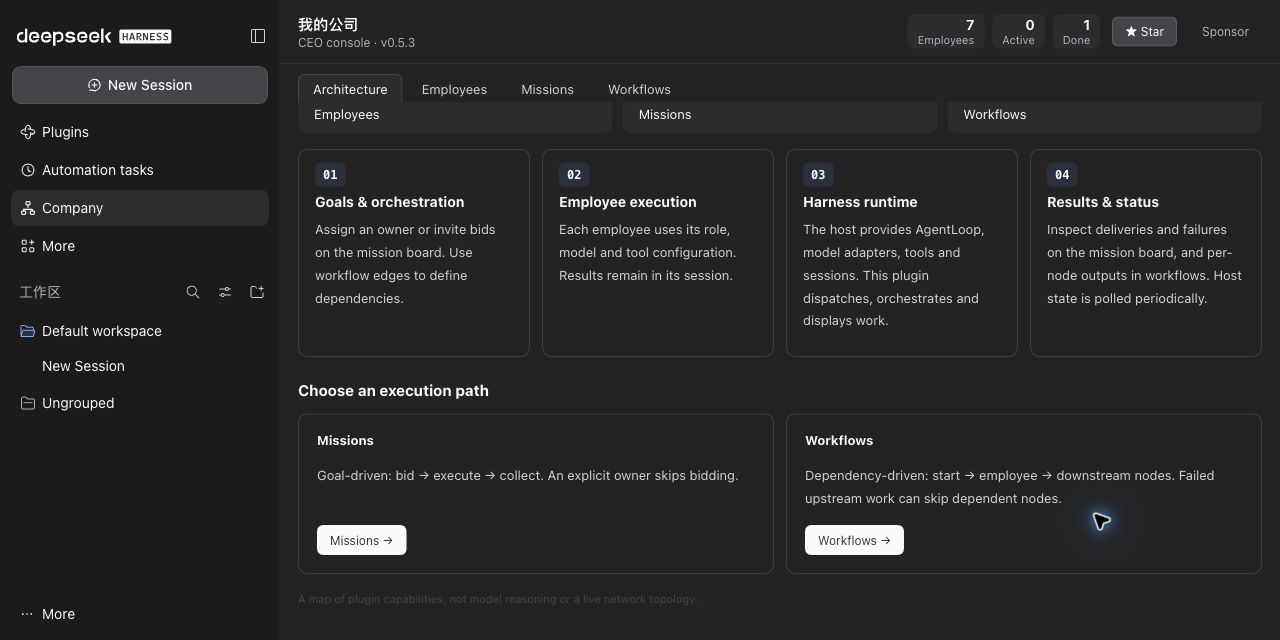 deepseek HARNESS
New Session
Plugins
Automation tasks
Company
More
工作区
Default workspace
New Session
Ungrouped
More
我的公司
CEO console · v0.5.3
7
Employees
0
Active
1
Done
★ Star
Sponsor
Architecture
Employees
Missions
Workflows
Employees
Missions
Workflows
01
Goals & orchestration
Assign an owner or invite bids
on the mission board. Use
workflow edges to define
dependencies.
02
Employee execution
Each employee uses its role,
model and tool configuration.
Results remain in its session.
03
Harness runtime
The host provides AgentLoop,
model adapters, tools and
sessions. This plugin
dispatches, orchestrates and
displays work.
04
Results & status
Inspect deliveries and failures
on the mission board, and per-
node outputs in workflows. Host
state is polled periodically.
Choose an execution path
Missions
Goal-driven: bid → execute → collect. An explicit owner skips bidding.
Missions →
Workflows
Dependency-driven: start → employee → downstream nodes. Failed
upstream work can skip dependent nodes.
Workflows →
A map of plugin capabilities, not model reasoning or a live network topology.